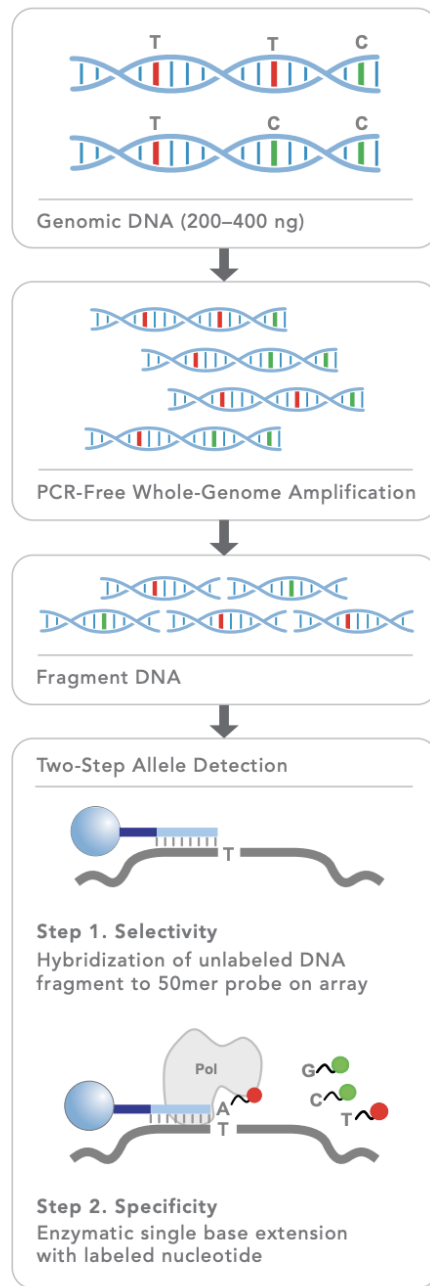 T T C
T C C
Genomic DNA (200–400 ng)
PCR-Free Whole-Genome Amplification
Fragment DNA
Two-Step Allele Detection
T
Step 1. Selectivity
Hybridization of unlabeled DNA
fragment to 50mer probe on array
Pol
G
A
C
T
T
Step 2. Specificity
Enzymatic single base extension
with labeled nucleotide